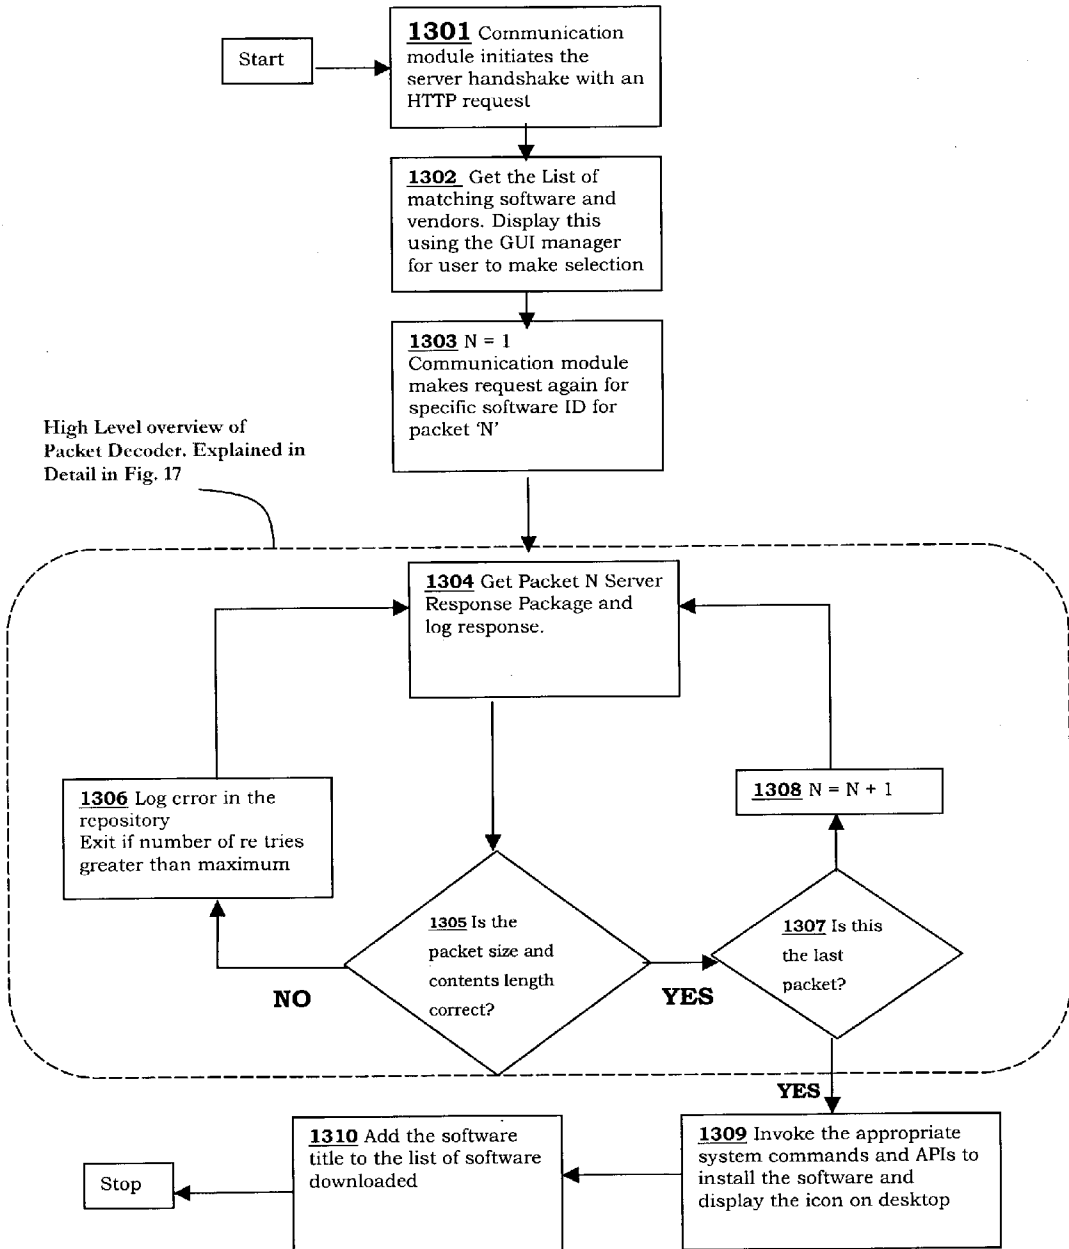 Start
1301 Communication
module initiates the
server handshake with an
HTTP request
1302 Get the List of
matching software and
vendors. Display this
using the GUI manager
for user to make selection
1303 N = 1
Communication module
makes request again for
specific software ID for
packet ‘N’
High Level overview of
Packet Decoder. Explained in
Detail in Fig. 17
1304 Get Packet N Server
Response Package and
log response.
1306 Log error in the
repository
Exit if number of re tries
greater than maximum
1308 N = N + 1
1305 Is the
packet size and
contents length
correct?
1307 Is this
the last
packet?
NO
YES
YES
1310 Add the software
title to the list of software
downloaded
1309 Invoke the appropriate
system commands and APIs to
install the software and
display the icon on desktop
Stop